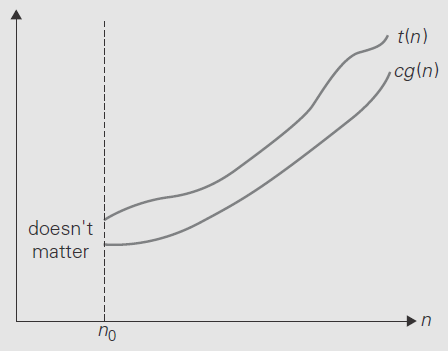 t(n)
cg(n)
doesn't
matter
n
n₀